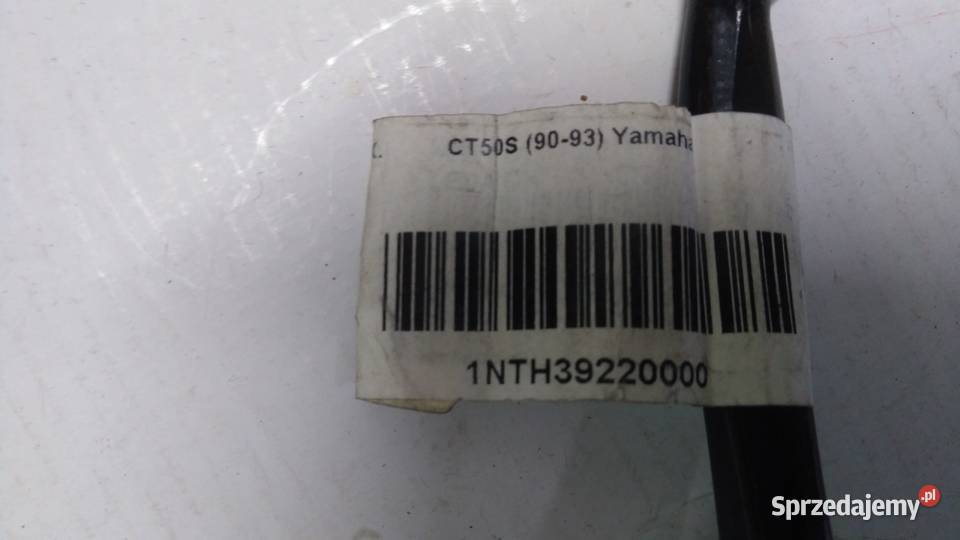 CT50S (90-93) Yamaha
1NTH39220000
Sprzedajemy.pl